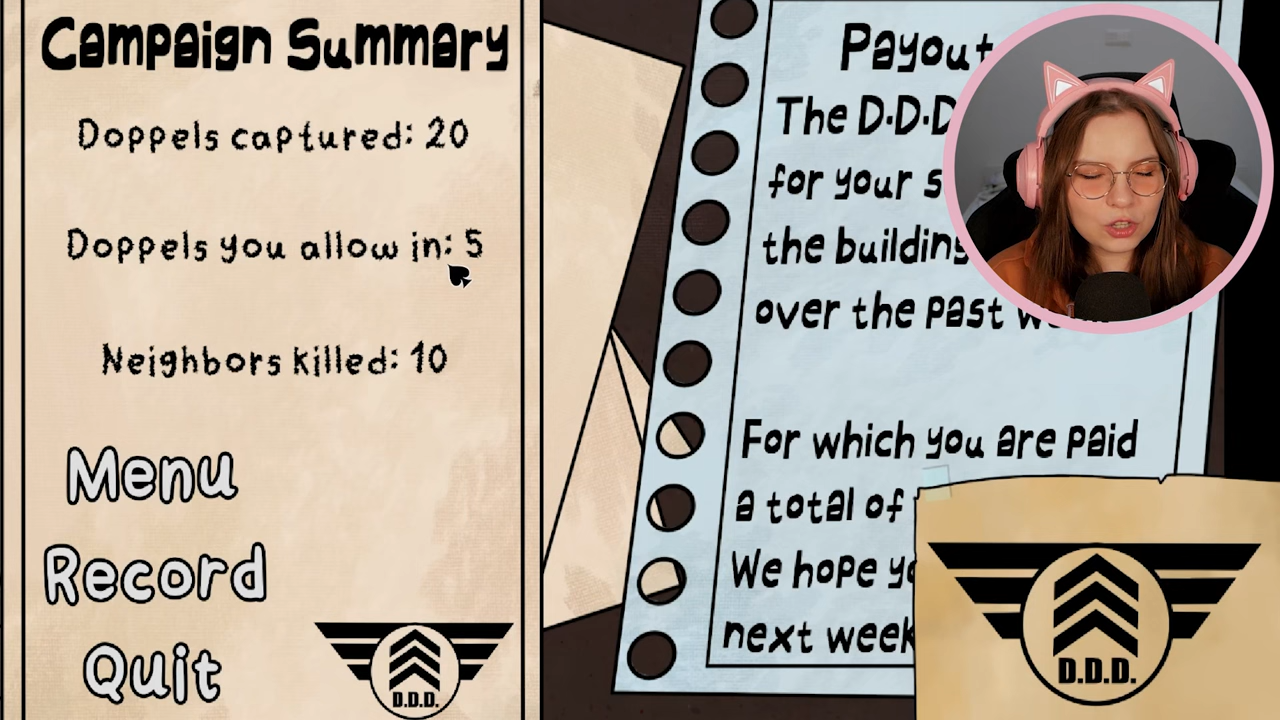 Campaign Summary
Doppels captured: 20
Doppels you allow in: 5
Neighbors killed: 10
Menu
Record
Quit
D.D.D.
Payout
The D.D.D
for your
the building
over the past
For which you are paid
a total of
We hope
next week
D.D.D.